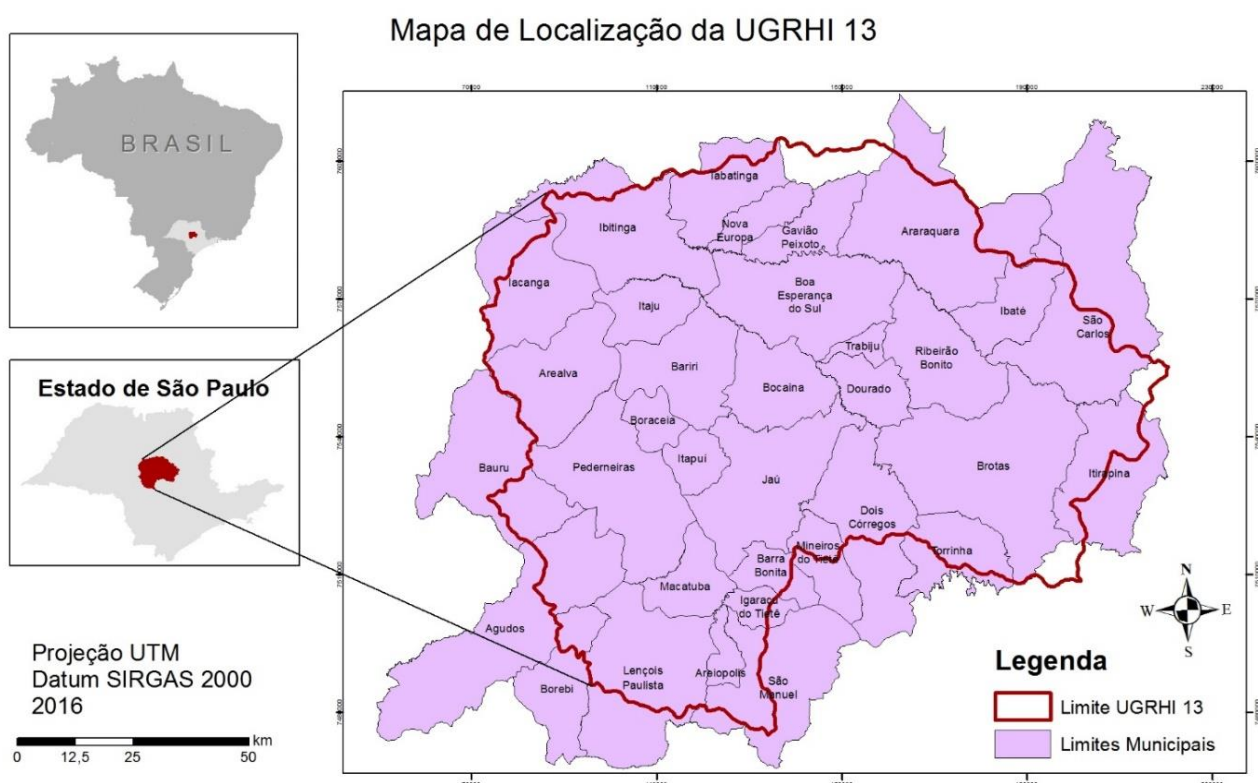 Mapa de Localização da UGRHI 13
BRASIL
Estado de São Paulo
Projeção UTM
Datum SIRGAS 2000
2016
0 12,5 25 50 km
Iabatinga
Ibitinga
Nova
Europa
Gavião
Peixoto
Araraquara
Iacanga
Itaju
Boa
Esperança
do Sul
Ibaté
São
Carlos
Trabiju
Ribeirão
Bonito
Arealva
Bariri
Bocaina
Dourado
Boraceia
Bauru
Pederneiras
Itapuí
Jaú
Brotas
Itirapina
Dois
Córregos
Mineiros
do Tietê
Torrinha
Barra
Bonita
Macatuba
Igaraçu
do Tietê
Agudos
Lençois
Paulista
Areiopolis
São
Manuel
Borebi
N
W E
S
Legenda
Limite UGRHI 13
Limites Municipais